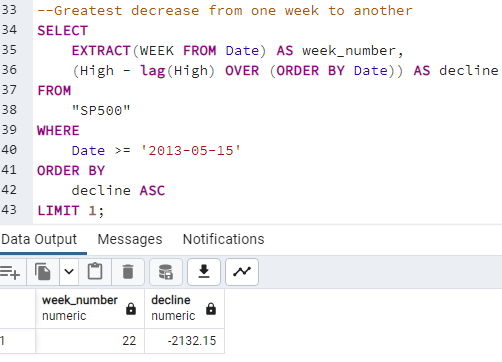 33 --Greatest decrease from one week to another
34 SELECT
35 EXTRACT(WEEK FROM Date) AS week_number,
36 (High - lag(High) OVER (ORDER BY Date)) AS decline
37 FROM
38 "SP500"
39 WHERE
40 Date >= '2013-05-15'
41 ORDER BY
42 decline ASC
43 LIMIT 1;
Data Output Messages Notifications
week_number decline
numeric numeric
1 22 -2132.15